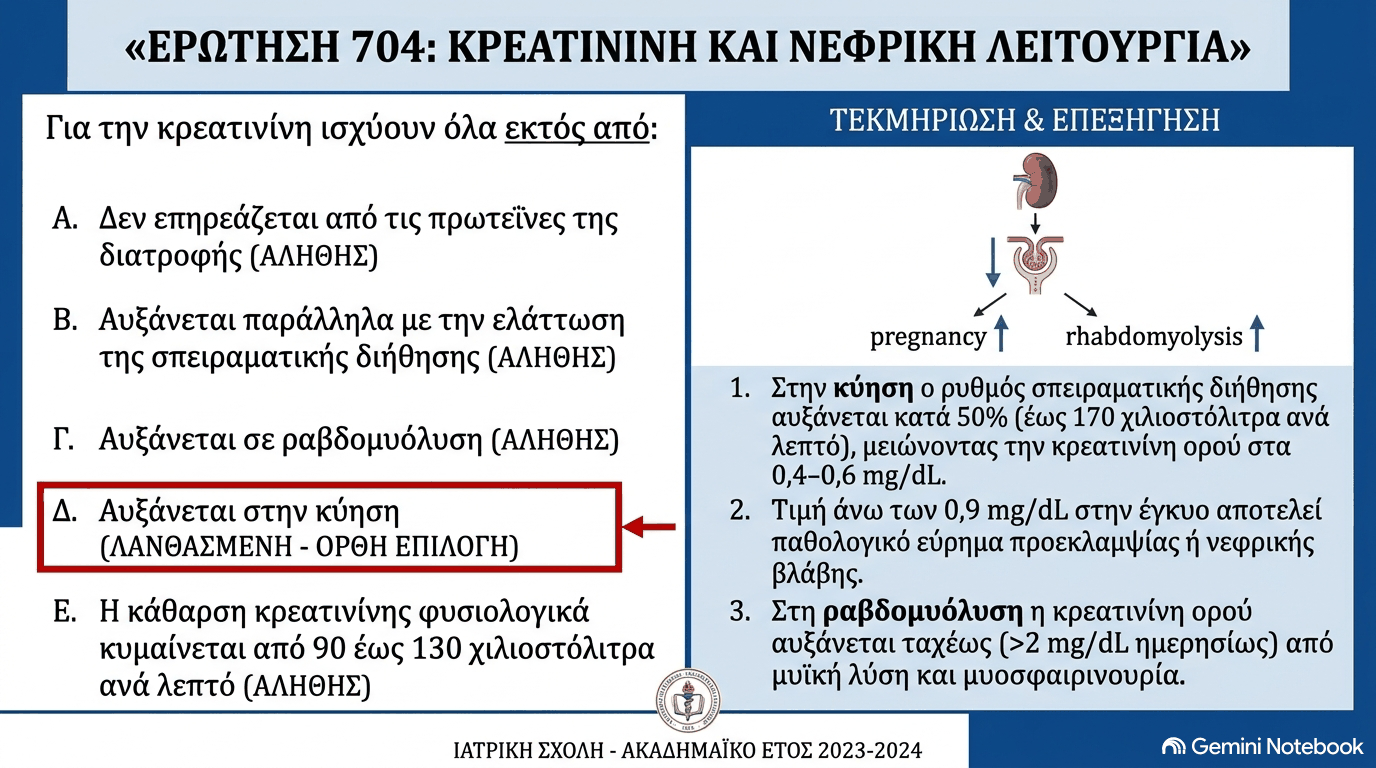 «ΕΡΩΤΗΣΗ 704: ΚΡΕΑΤΙΝΙΝΗ ΚΑΙ ΝΕΦΡΙΚΗ ΛΕΙΤΟΥΡΓΙΑ»
Για την κρεατινίνη ισχύουν όλα εκτός από:
Α. Δεν επηρεάζεται από τις πρωτεΐνες της
διατροφής (ΑΛΗΘΗΣ)
Β. Αυξάνεται παράλληλα με την ελάττωση
της σπειραματικής διήθησης (ΑΛΗΘΗΣ)
Γ. Αυξάνεται σε ραβδομυόλυση (ΑΛΗΘΗΣ)
Δ. Αυξάνεται στην κύηση
(ΛΑΝΘΑΣΜΕΝΗ - ΟΡΘΗ ΕΠΙΛΟΓΗ)
Ε. Η κάθαρση κρεατινίνης φυσιολογικά
κυμαίνεται από 90 έως 130 χιλιοστόλιτρα
ανά λεπτό (ΑΛΗΘΗΣ)
ΤΕΚΜΗΡΙΩΣΗ & ΕΠΕΞΗΓΗΣΗ
pregnancy
rhabdomyolysis
1. Στην κύηση ο ρυθμός σπειραματικής διήθησης
αυξάνεται κατά 50% (έως 170 χιλιοστόλιτρα ανά
λεπτό), μειώνοντας την κρεατινίνη ορού στα
0,4–0,6 mg/dL.
2. Τιμή άνω των 0,9 mg/dL στην έγκυο αποτελεί
παθολογικό εύρημα προεκλαμψίας ή νεφρικής
βλάβης.
3. Στη ραβδομυόλυση η κρεατινίνη ορού
αυξάνεται ταχέως (>2 mg/dL ημερησίως) από
μυϊκή λύση και μυοσφαιρινουρία.
ΙΑΤΡΙΚΗ ΣΧΟΛΗ - ΑΚΑΔΗΜΑΪΚΟ ΕΤΟΣ 2023-2024
Gemini Notebook